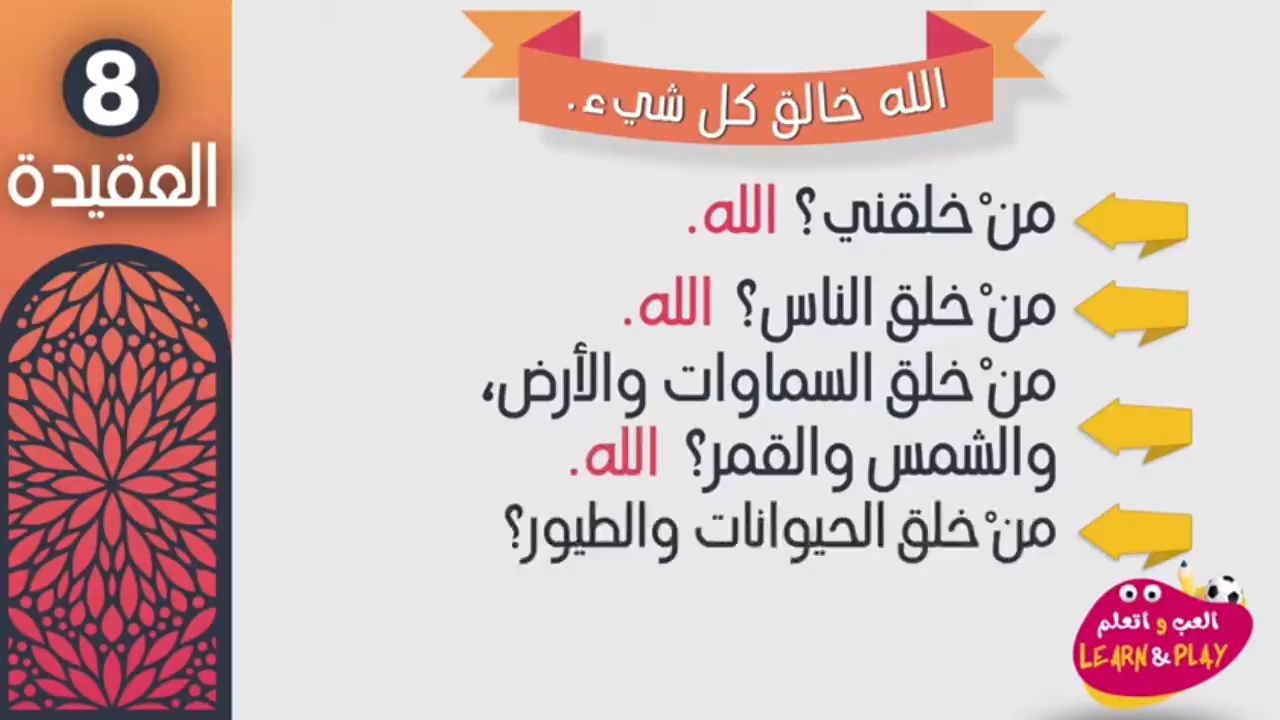 8
العقيدة
الله خالق كل شيء.
منْ خلقني؟ الله.
منْ خلق الناس؟ الله.
منْ خلق السماوات والأرض،
والشمس والقمر؟ الله.
منْ خلق الحيوانات والطيور؟
العب و اتعلم
LEARN & PLAY